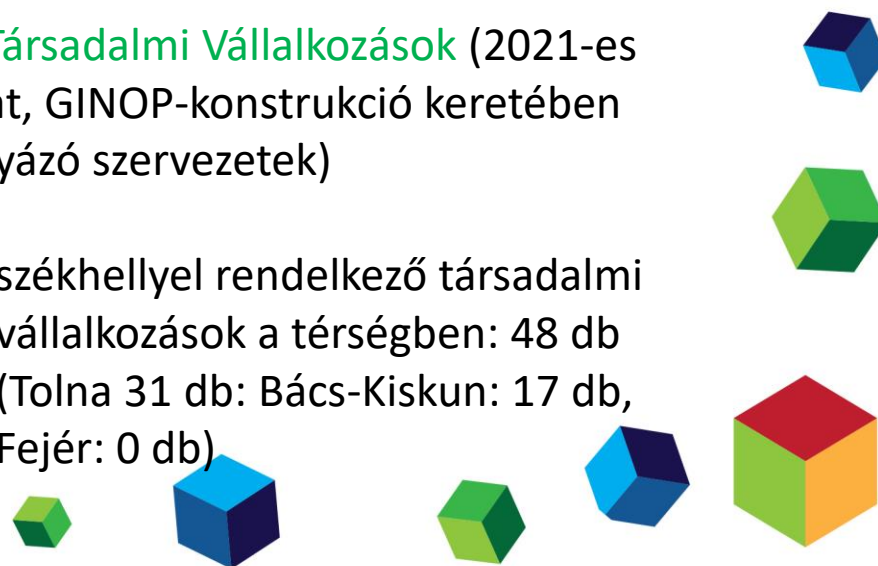 Társadalmi Vállalkozások (2021-es
t, GINOP-konstrukció keretében
yázó szervezetek)
székhellyel rendelkező társadalmi
vállalkozások a térségben: 48 db
(Tolna 31 db: Bács-Kiskun: 17 db,
Fejér: 0 db)